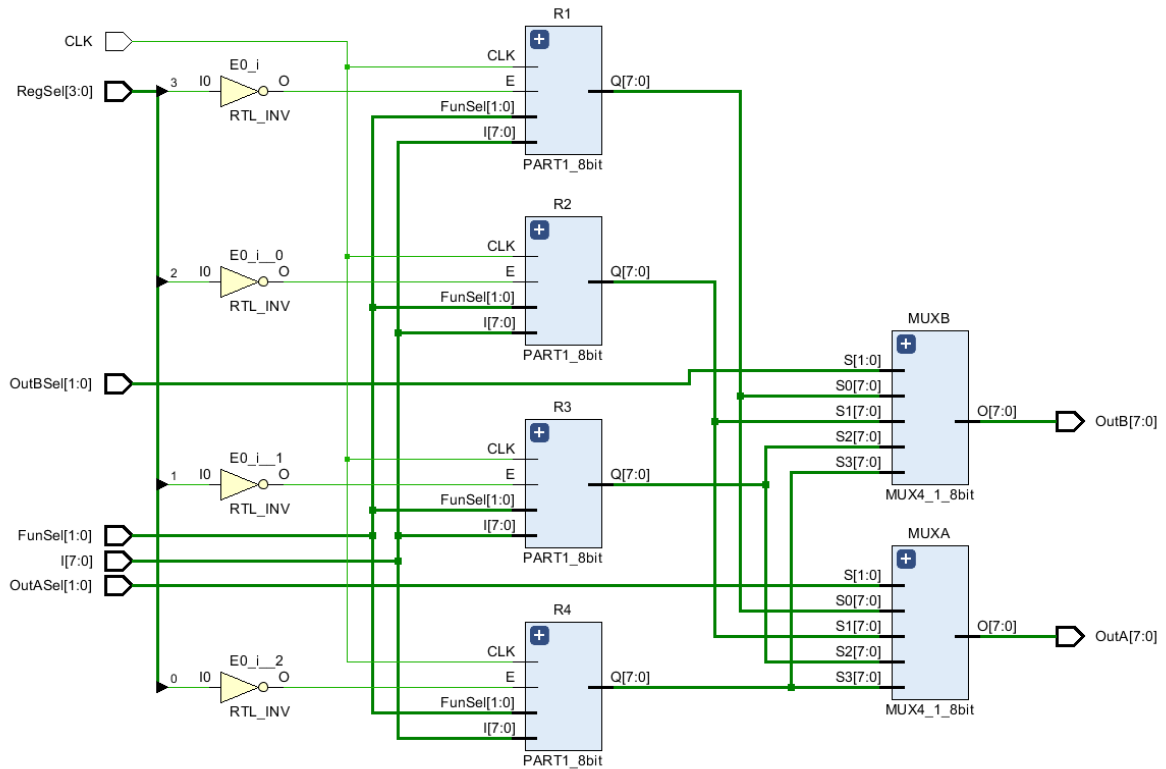 R1
CLK
E0_i
CLK
RegSel[3:0]
3
I0
O
E
Q[7:0]
RTL_INV
FunSel[1:0]
I[7:0]
PART1_8bit
R2
CLK
E0_i__0
2
I0
O
E
Q[7:0]
RTL_INV
FunSel[1:0]
I[7:0]
PART1_8bit
MUXB
OutBSel[1:0]
S[1:0]
S0[7:0]
S1[7:0]
O[7:0]
OutB[7:0]
S2[7:0]
S3[7:0]
MUX4_1_8bit
R3
CLK
E0_i__1
1
I0
O
E
Q[7:0]
RTL_INV
FunSel[1:0]
I[7:0]
PART1_8bit
FunSel[1:0]
I[7:0]
OutASel[1:0]
MUXA
S[1:0]
S0[7:0]
S1[7:0]
O[7:0]
OutA[7:0]
S2[7:0]
S3[7:0]
MUX4_1_8bit
R4
CLK
E0_i__2
0
I0
O
E
Q[7:0]
RTL_INV
FunSel[1:0]
I[7:0]
PART1_8bit